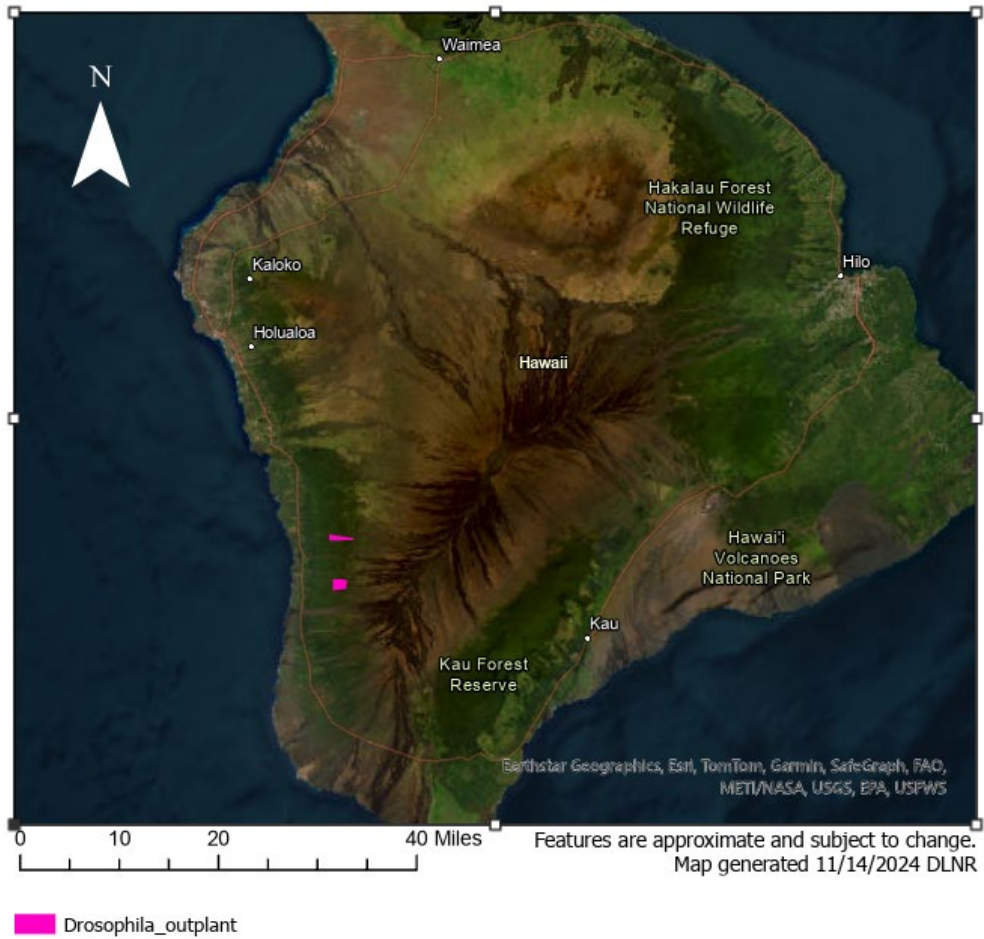 Waimea
N
Hakalau Forest
National Wildlife
Refuge
Kaloko
Hilo
Holualoa
Hawaii
Hawai'i
Volcanoes
National Park
Kau
Kau Forest
Reserve
Earthstar Geographics, Esri, TomTom, Garmin, SafeGraph, FAO,
METI/NASA, USGS, EPA, USFWS
0 10 20 40 Miles
Features are approximate and subject to change.
Map generated 11/14/2024 DLNR
Drosophila_outplant